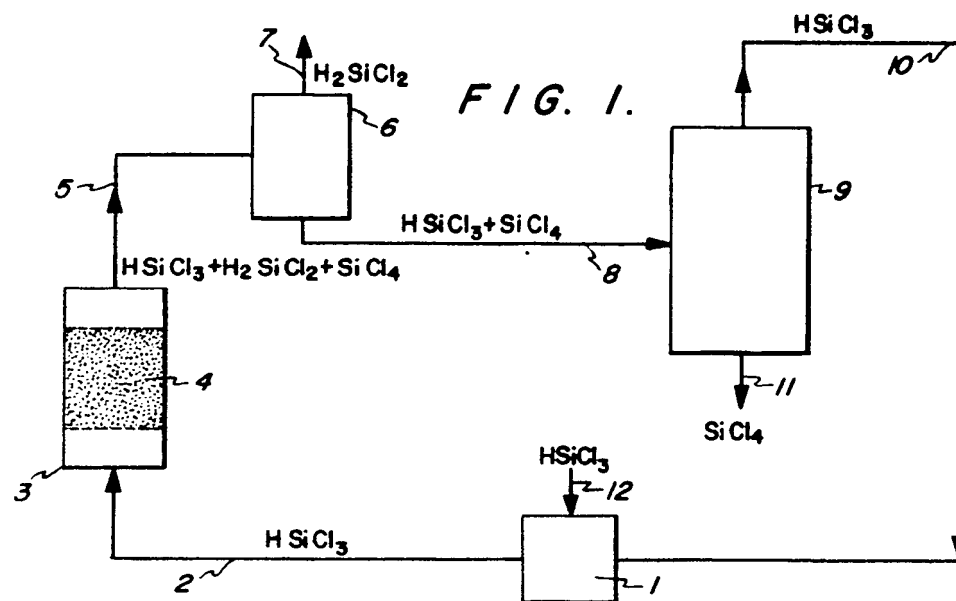 HSiCl₃
10
7
H₂SiCl₂
FIG. 1.
6
9
5
HSiCl₃+SiCl₄
8
HSiCl₃+H₂SiCl₂+SiCl₄
4
11
SiCl₄
3
HSiCl₃
12
HSiCl₃
2
1